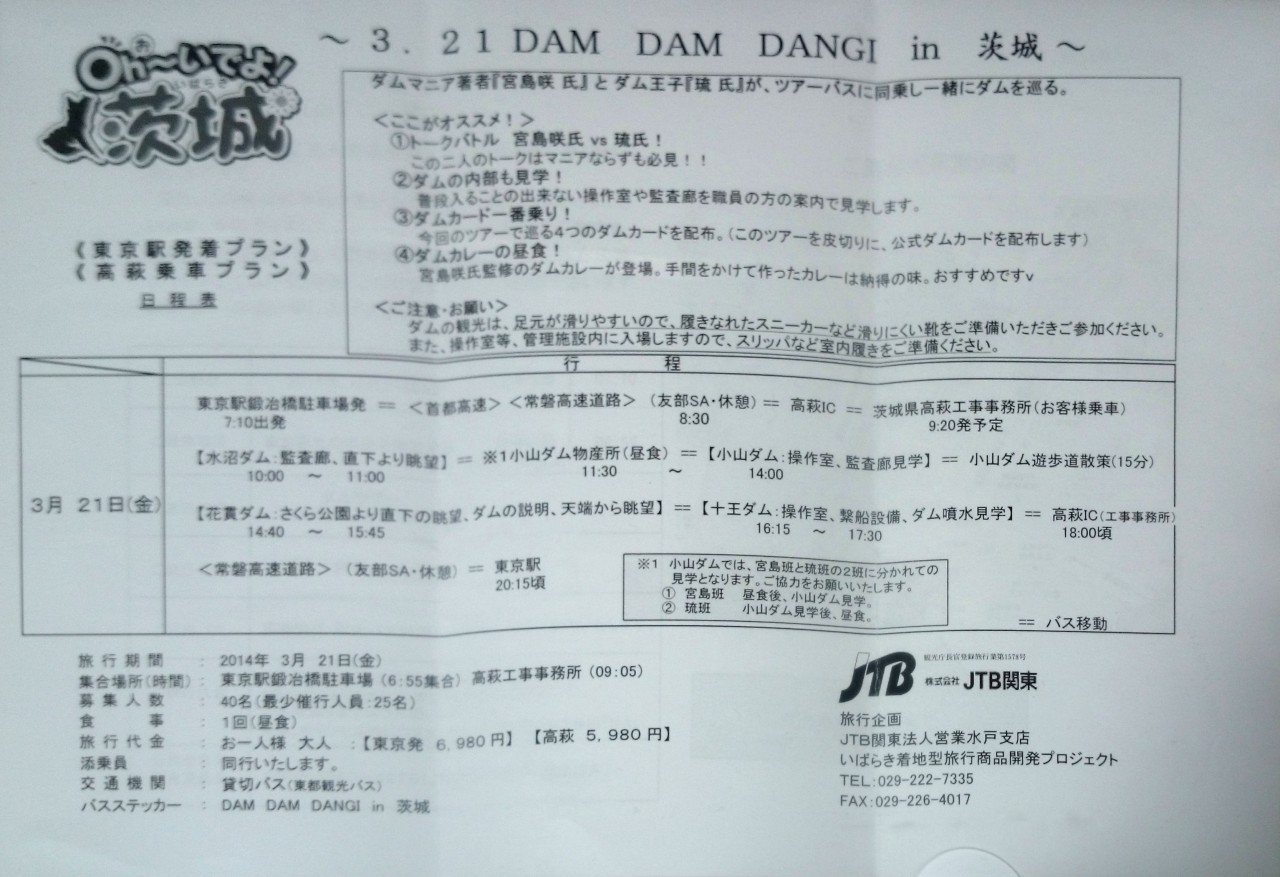 ～ 3．21 DAM DAM DANGI in 茨城 ～
Oh～いでよ!
お
いばらき
茨城
《東京駅発着プラン》
《高萩乗車プラン》
日 程 表
ダムマニア著者『宮島咲 氏』とダム王子『琉 氏』が、ツアーバスに同乗し一緒にダムを巡る。
＜ここがオススメ！＞
①トークバトル 宮島咲氏 vs 琉氏！
この二人のトークはマニアならずも必見！！
②ダムの内部も見学！
普段入ることの出来ない操作室や監査廊を職員の方の案内で見学します。
③ダムカード一番乗り！
今回のツアーで巡る4つのダムカードを配布。（このツアーを皮切りに、公式ダムカードを配布します）
④ダムカレーの昼食！
宮島咲氏監修のダムカレーが登場。手間をかけて作ったカレーは納得の味。おすすめですv
＜ご注意・お願い＞
ダムの観光は、足元が滑りやすいので、履きなれたスニーカーなど滑りにくい靴をご準備いただきご参加ください。
また、操作室等、管理施設内に入場しますので、スリッパなど室内履きをご準備ください。
行 程
3月 21日(金)
東京駅鍛冶橋駐車場発 ＝ ＜首都高速＞＜常磐高速道路＞ （友部SA・休憩）＝ 高萩IC ＝ 茨城県高萩工事事務所（お客様乗車）
7:10出発 8:30 9:20発予定
【水沼ダム：監査廊、直下より眺望】＝ ※1小山ダム物産所（昼食） ＝ 【小山ダム：操作室、監査廊見学】 ＝ 小山ダム遊歩道散策（15分）
10:00 ～ 11:00 11:30 ～ 14:00
【花貫ダム：さくら公園より直下の眺望、ダムの説明、天端から眺望】 ＝ 【十王ダム：操作室、繋船設備、ダム噴水見学】 ＝ 高萩IC（工事事務所）
14:40 ～ 15:45 16:15 ～ 17:30 18:00頃
＜常磐高速道路＞ （友部SA・休憩） ＝ 東京駅
20:15頃
※1 小山ダムでは、宮島班と琉班の2班に分かれての
見学となります。ご協力をお願いいたします。
① 宮島班 昼食後、小山ダム見学。
② 琉班 小山ダム見学後、昼食。
＝ バス移動
旅行期間 ： 2014年 3月 21日(金)
集合場所（時間） ： 東京駅鍛冶橋駐車場（6:55集合） 高萩工事事務所（09:05）
募集人数 ： 40名（最少催行人員：25名）
食 事 ： 1回（昼食）
旅行代金 ： お一人様 大人 ：【東京発 6,980円】 【高萩 5,980円】
添乗員 ： 同行いたします。
交通機関 ： 貸切バス（東都観光バス）
バスステッカー ： DAM DAM DANGI in 茨城
JTB
観光庁長官登録旅行業第1578号
株式会社 JTB関東
旅行企画
JTB関東法人営業水戸支店
いばらき着地型旅行商品開発プロジェクト
TEL:029-222-7335
FAX:029-226-4017